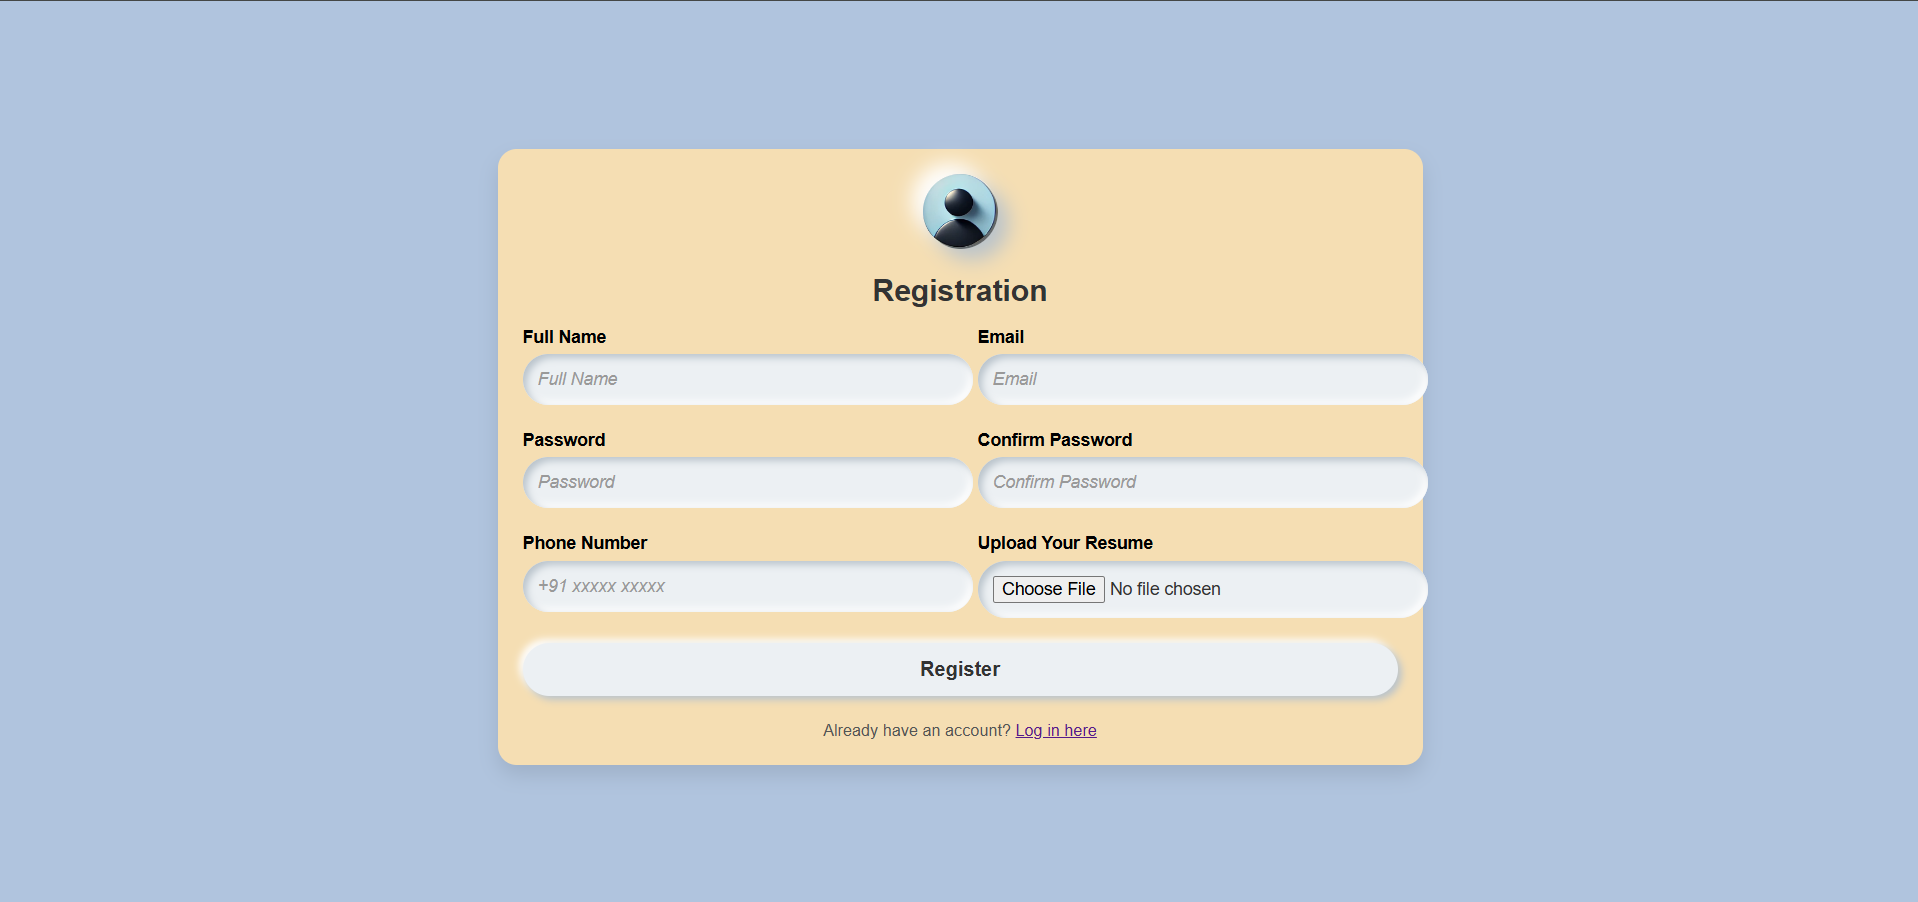 Registration
Full Name
Email
Full Name
Email
Password
Confirm Password
Password
Confirm Password
Phone Number
Upload Your Resume
+91 xxxxx xxxxx
Choose File No file chosen
Register
Already have an account? Log in here